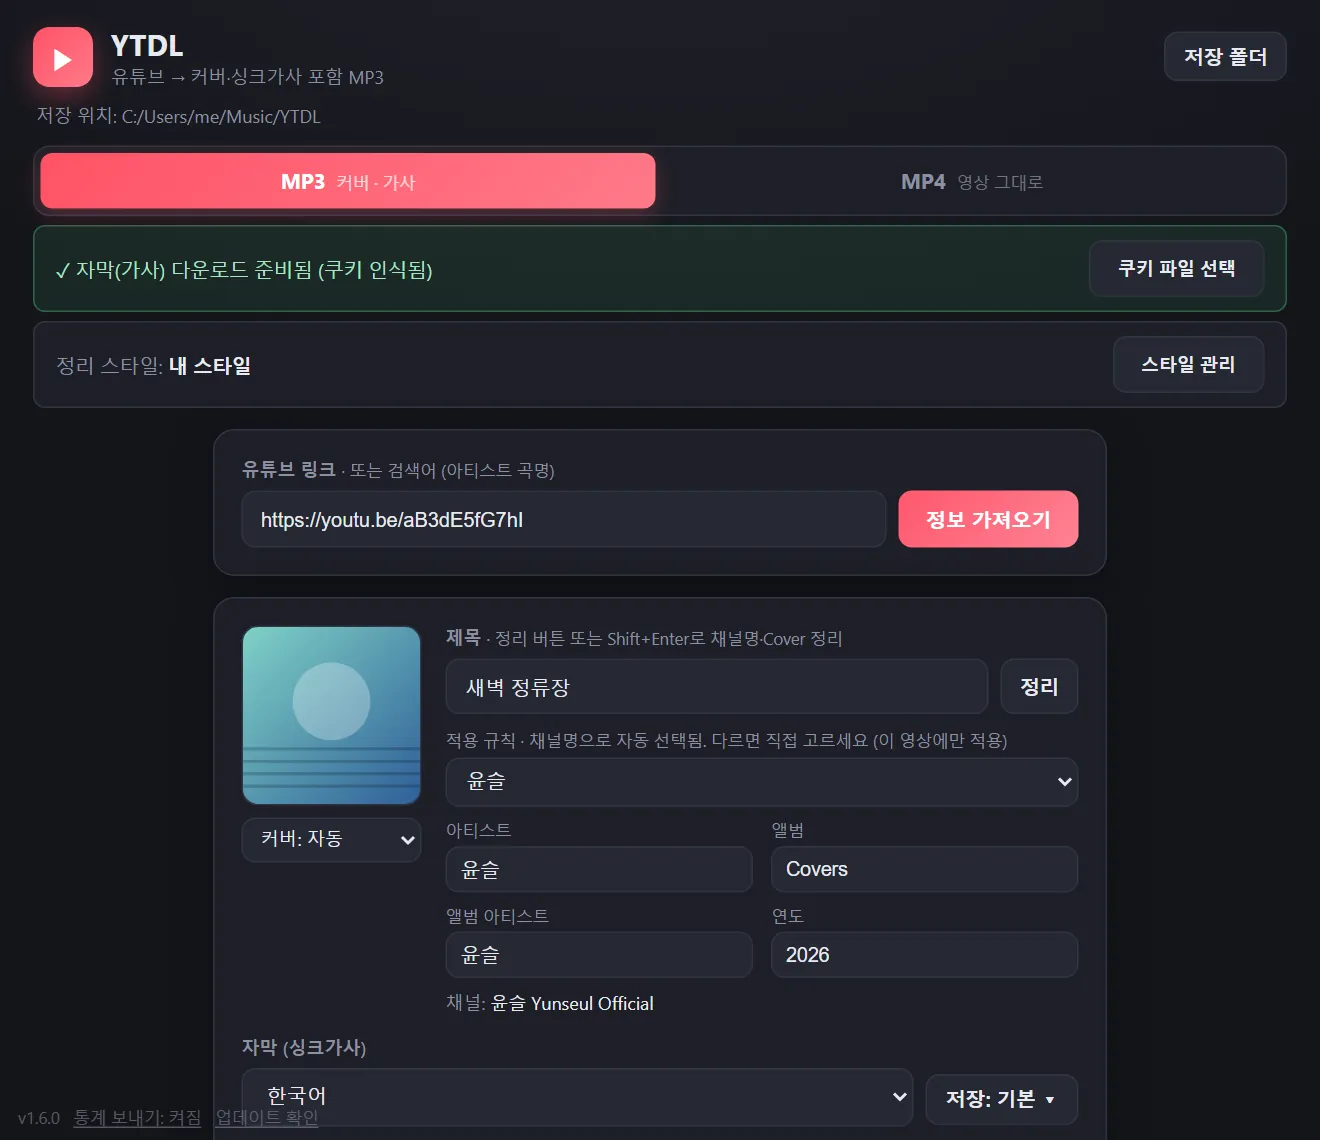 YTDL
유튜브 → 커버·싱크가사 포함 MP3
저장 폴더
저장 위치: C:/Users/me/Music/YTDL
MP3 커버 · 가사
MP4 영상 그대로
✓ 자막(가사) 다운로드 준비됨 (쿠키 인식됨)
쿠키 파일 선택
정리 스타일: 내 스타일
스타일 관리
유튜브 링크 · 또는 검색어 (아티스트 곡명)
https://youtu.be/aB3dE5fG7hI
정보 가져오기
제목 · 정리 버튼 또는 Shift+Enter로 채널명·Cover 정리
새벽 정류장
정리
적용 규칙 · 채널명으로 자동 선택됨. 다르면 직접 고르세요 (이 영상에만 적용)
윤슬
커버: 자동
아티스트
앨범
윤슬
Covers
앨범 아티스트
연도
윤슬
2026
채널: 윤슬 Yunseul Official
자막 (싱크가사)
한국어
저장: 기본 ▼
v1.6.0 통계 보내기: 켜짐 업데이트 확인